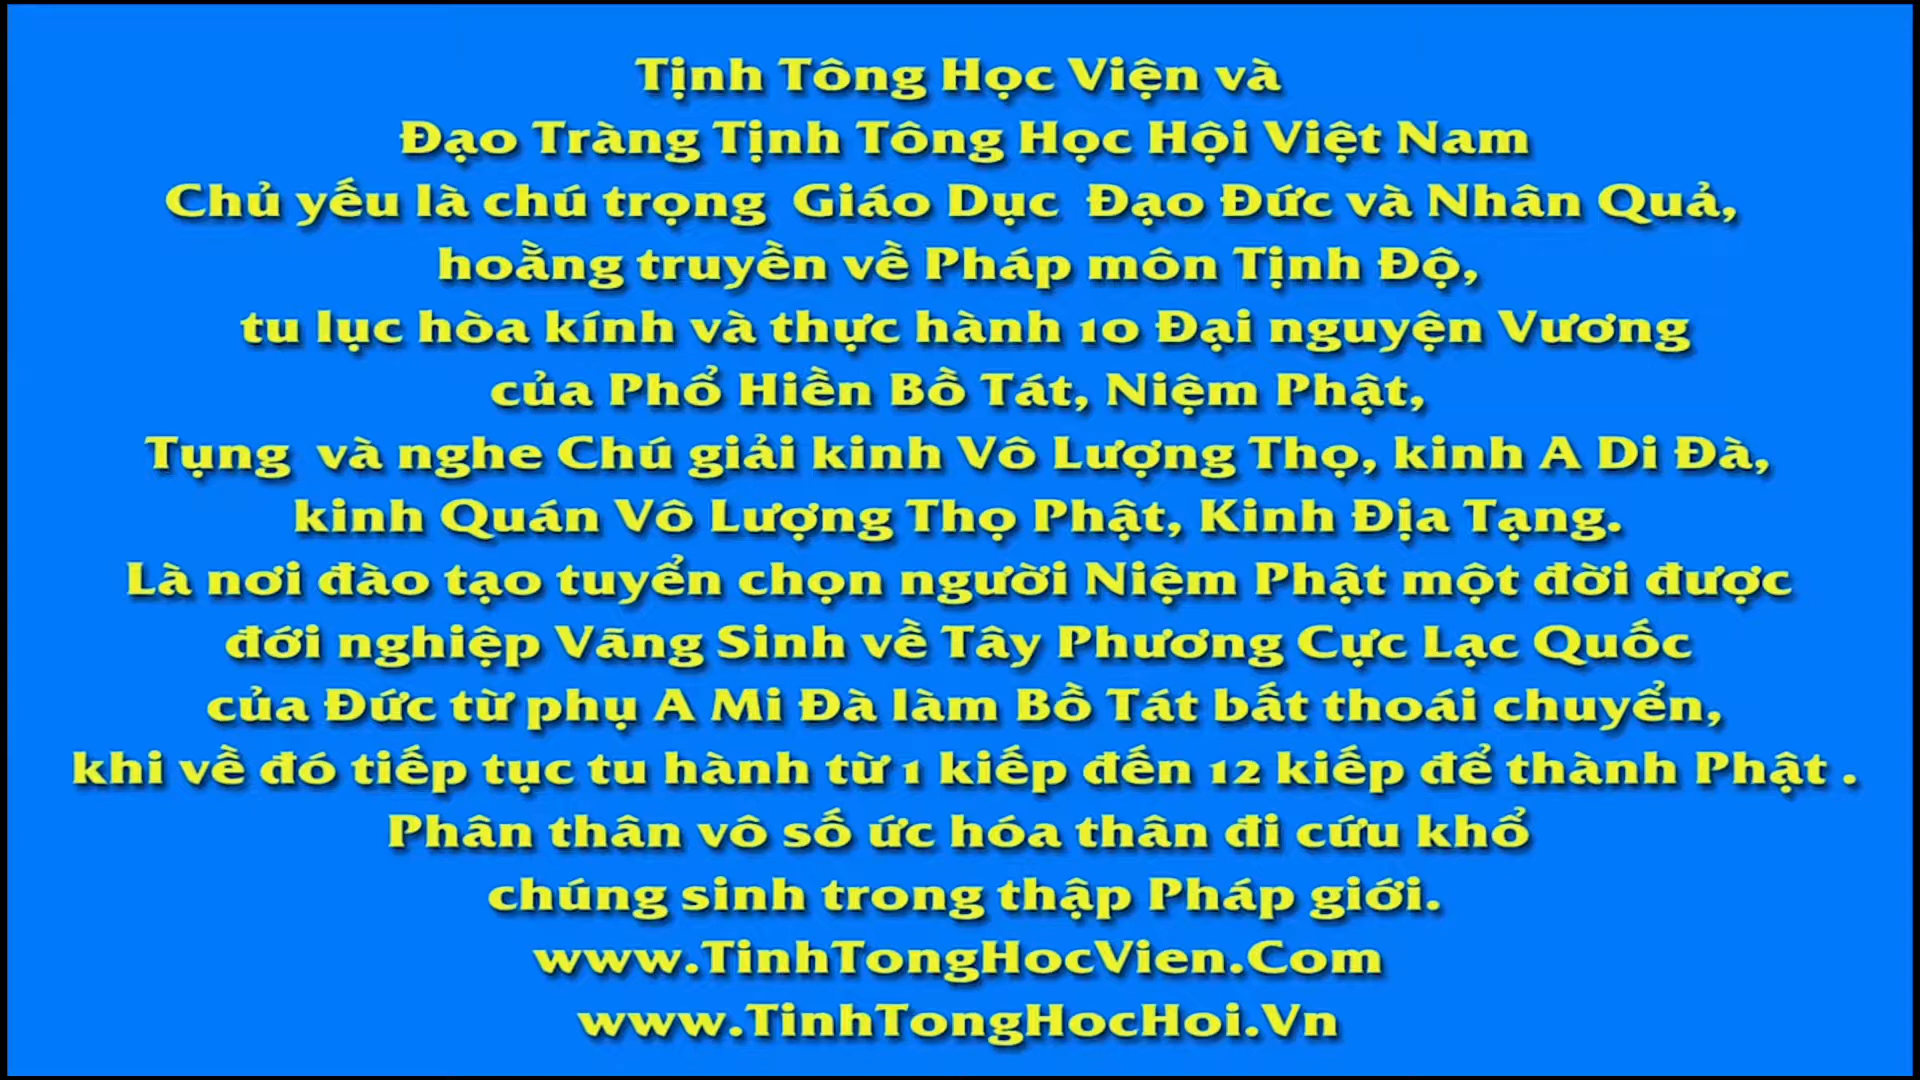 Tịnh Tông Học Viện và
Đạo Tràng Tịnh Tông Học Hội Việt Nam
Chủ yếu là chú trọng Giáo Dục Đạo Đức và Nhân Quả,
hoằng truyền về Pháp môn Tịnh Độ,
tu lục hòa kính và thực hành 10 Đại nguyện Vương
của Phổ Hiền Bồ Tát, Niệm Phật,
Tụng và nghe Chú giải kinh Vô Lượng Thọ, kinh A Di Đà,
kinh Quán Vô Lượng Thọ Phật, Kinh Địa Tạng.
Là nơi đào tạo tuyển chọn người Niệm Phật một đời được
đới nghiệp Vãng Sinh về Tây Phương Cực Lạc Quốc
của Đức từ phụ A Mi Đà làm Bồ Tát bất thoái chuyển,
khi về đó tiếp tục tu hành từ 1 kiếp đến 12 kiếp để thành Phật .
Phân thân vô số ức hóa thân đi cứu khổ
chúng sinh trong thập Pháp giới.
www.TinhTongHocVien.Com
www.TinhTongHocHoi.Vn